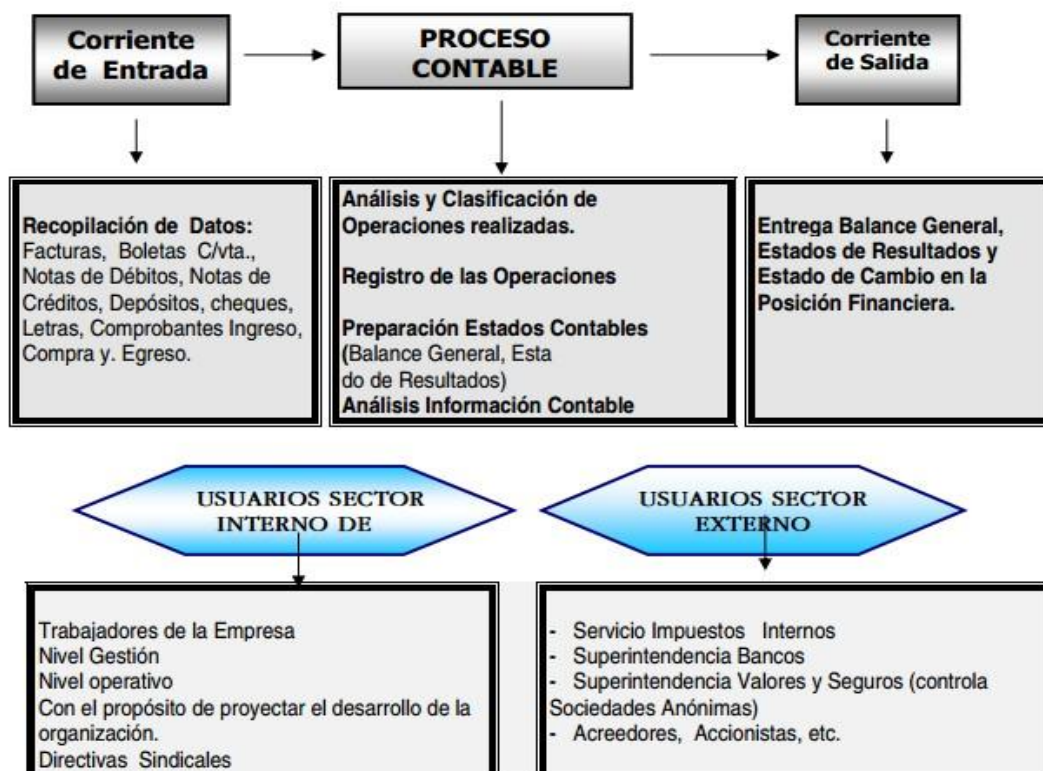 Corriente
de Entrada
PROCESO
CONTABLE
Corriente
de Salida
Recopilación de Datos:
Facturas, Boletas C/vta.,
Notas de Débitos, Notas de
Créditos, Depósitos, cheques,
Letras, Comprobantes Ingreso,
Compra y. Egreso.
Análisis y Clasificación de
Operaciones realizadas.
Registro de las Operaciones
Preparación Estados Contables
(Balance General, Esta
do de Resultados)
Análisis Información Contable
Entrega Balance General,
Estados de Resultados y
Estado de Cambio en la
Posición Financiera.
USUARIOS SECTOR
INTERNO DE
USUARIOS SECTOR
EXTERNO
Trabajadores de la Empresa
Nivel Gestión
Nivel operativo
Con el propósito de proyectar el desarrollo de la
organización.
Directivas Sindicales
- Servicio Impuestos Internos
- Superintendencia Bancos
- Superintendencia Valores y Seguros (controla
Sociedades Anónimas)
- Acreedores, Accionistas, etc.